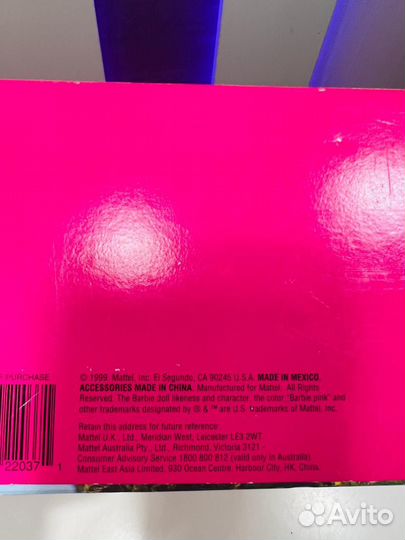 PURCHASE
© 1999 Mattel, Inc. El Segundo, CA 90245 U.S.A. MADE IN MEXICO,
ACCESSORIES MADE IN CHINA. Manufactured for Mattel. All Rights
Reserved. The Barbie doll likeness and character, the color, "Barbie pink" and
other trademarks designated by ® & ™ are U.S. trademarks of Mattel, Inc.
Retain this address for future reference:
Mattel U.K., Ltd., Meridian West, Leicester LE3 2WT.
Mattel Australia Pty., Ltd., Richmond, Victoria 3121 -
Consumer Advisory Service 1800 800 812 (valid only in Australia).
Mattel East Asia Limited, 930 Ocean Centre, Harbour City, HK, China.
22037 1
Avito